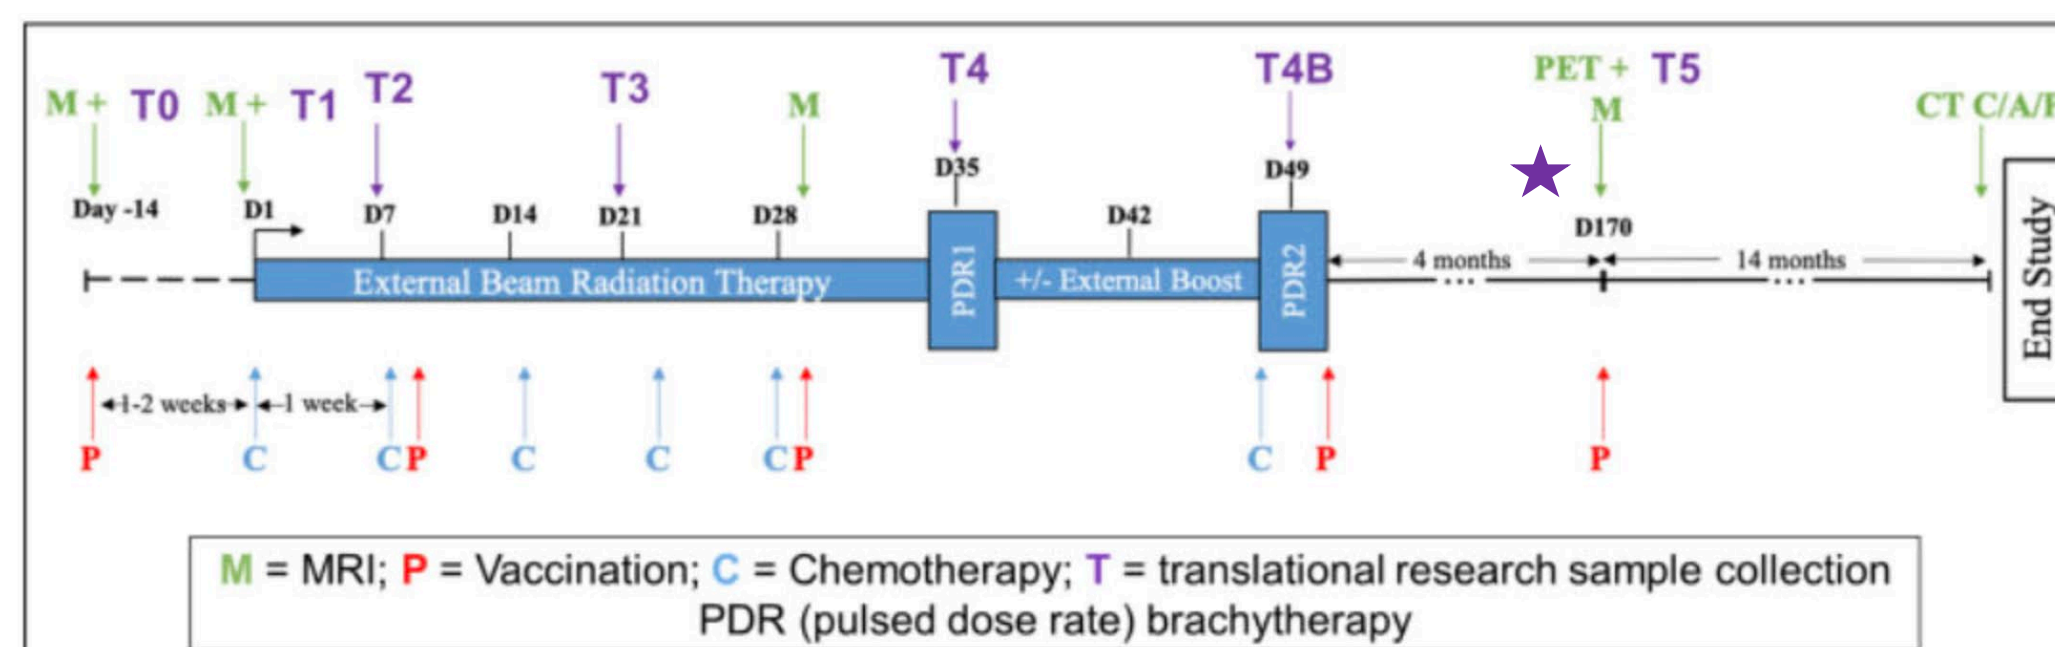 M + T0 M + T1 T2 T3 M T4 T4B PET + T5
M
CT C/A/
Day -14 D1 D7 D14 D21 D28 D35 D42 D49 D170
External Beam Radiation Therapy
PDR1
+/- External Boost
PDR2
4 months
14 months
End Study
1-2 weeks 1 week
P C C P C C C P C P P
M = MRI; P = Vaccination; C = Chemotherapy; T = translational research sample collection
PDR (pulsed dose rate) brachytherapy